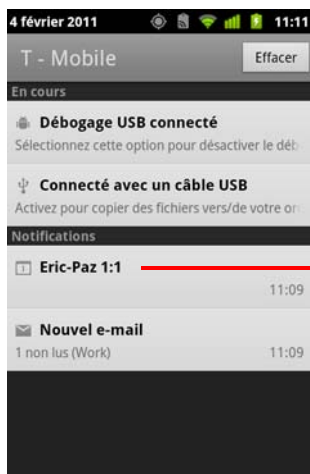 4 février 2011 11:11
T - Mobile Effacer
En cours
Débogage USB connecté
Sélectionnez cette option pour désactiver le déb
Connecté avec un câble USB
Activez pour copier des fichiers vers/de votre or
Notifications
Eric-Paz 1:1
11:09
Nouvel e-mail
1 non lus (Work) 11:09